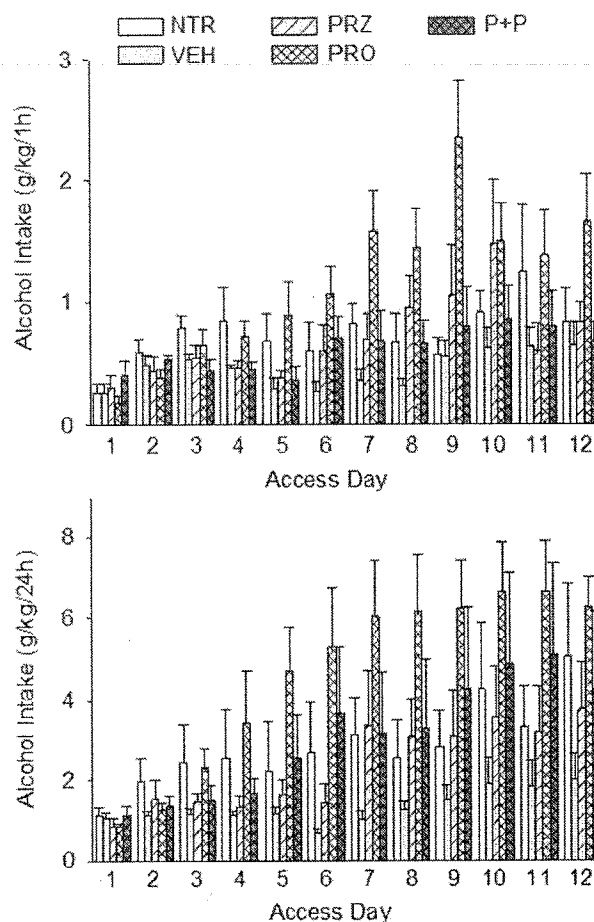 NTR PRZ P+P
VEH PRO
3
2
1
0
Alcohol Intake (g/kg/1h)
1 2 3 4 5 6 7 8 9 10 11 12
Access Day
8
6
4
2
0
Alcohol Intake (g/kg/24h)
1 2 3 4 5 6 7 8 9 10 11 12
Access Day